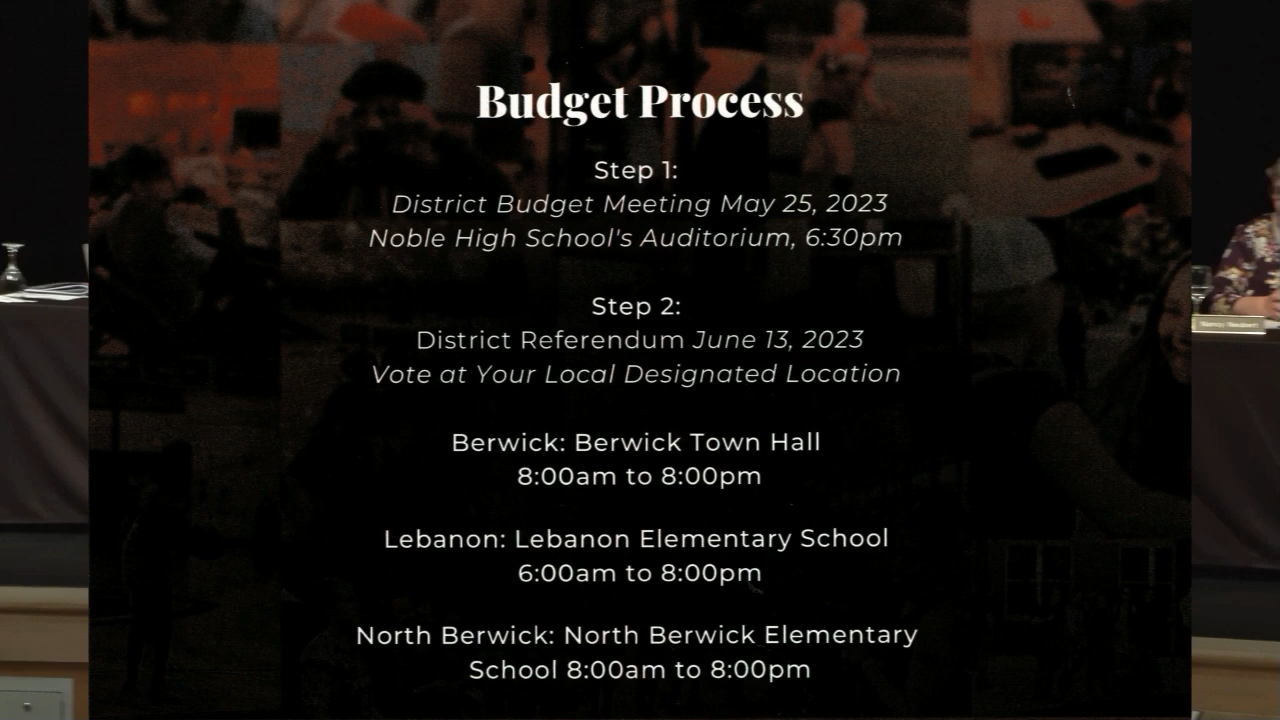 Budget Process
Step 1:
District Budget Meeting May 25, 2023
Noble High School's Auditorium, 6:30pm
Step 2:
District Referendum June 13, 2023
Vote at Your Local Designated Location
Berwick: Berwick Town Hall
8:00am to 8:00pm
Lebanon: Lebanon Elementary School
6:00am to 8:00pm
North Berwick: North Berwick Elementary
School 8:00am to 8:00pm